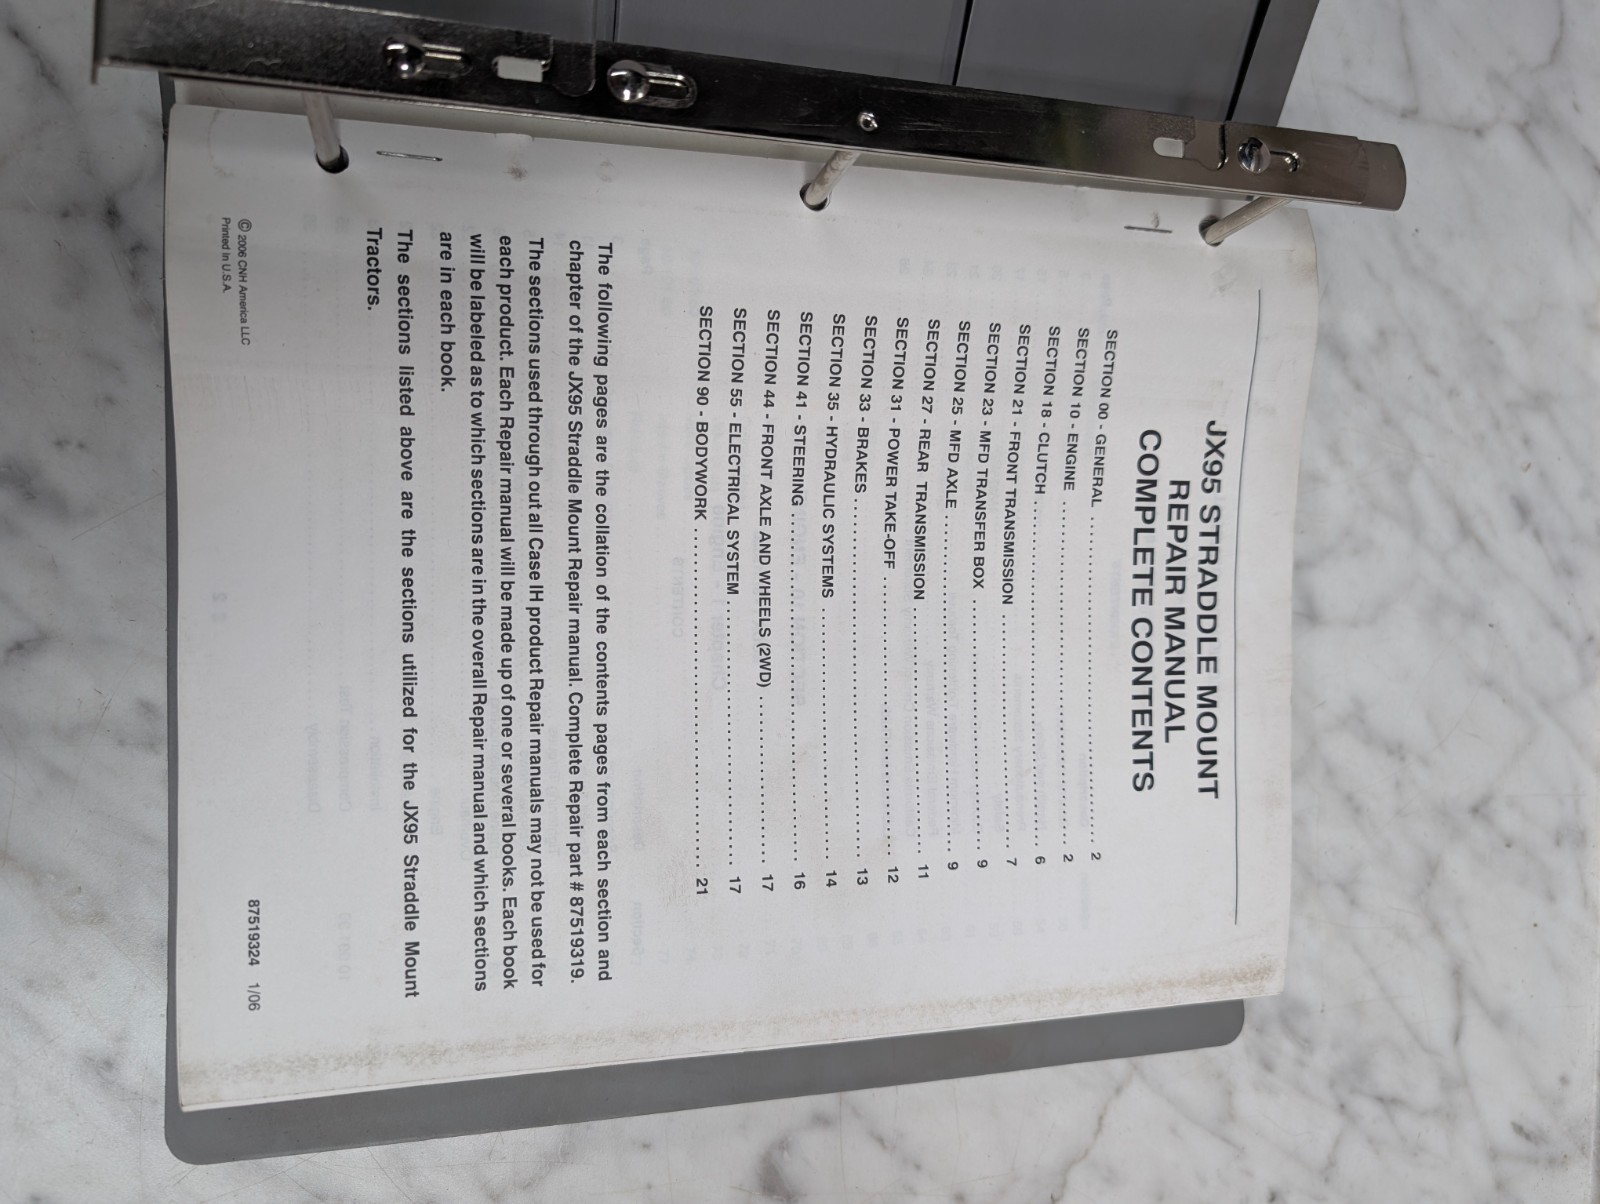 JX95 STRADDLE MOUNT
REPAIR MANUAL
COMPLETE CONTENTS
SECTION 00 - GENERAL .......... 2
SECTION 10 - ENGINE .......... 2
SECTION 18 - CLUTCH .......... 6
SECTION 21 - FRONT TRANSMISSION .......... 7
SECTION 23 - MFD TRANSFER BOX .......... 9
SECTION 25 - MFD AXLE .......... 9
SECTION 27 - REAR TRANSMISSION .......... 11
SECTION 31 - POWER TAKE-OFF .......... 12
SECTION 33 - BRAKES .......... 13
SECTION 35 - HYDRAULIC SYSTEMS .......... 14
SECTION 41 - STEERING .......... 16
SECTION 44 - FRONT AXLE AND WHEELS (2WD) .......... 17
SECTION 55 - ELECTRICAL SYSTEM .......... 17
SECTION 90 - BODYWORK .......... 21
The following pages are the collation of the contents pages from each section and
chapter of the JX95 Straddle Mount Repair manual. Complete Repair part # 87519319.
The sections used through out all Case IH product Repair manuals may not be used for
each product. Each Repair manual will be made up of one or several books. Each book
will be labeled as to which sections are in the overall Repair manual and which sections
are in each book.
The sections listed above are the sections utilized for the JX95 Straddle Mount
Tractors.
© 2006 CNH America LLC
Printed in U.S.A.
87519324 1/06